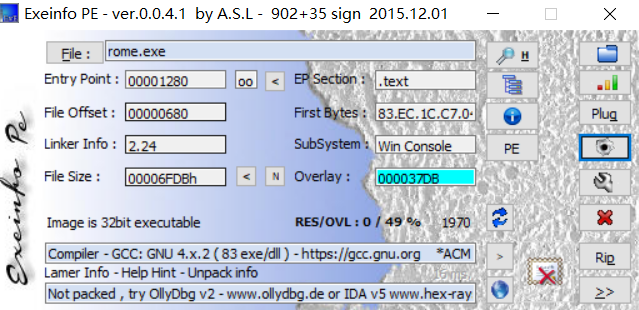 Exeinfo PE - ver.0.0.4.1 by A.S.L - 902+35 sign 2015.12.01
File : rome.exe H
Entry Point : 00001280 oo < EP Section : .text
File Offset : 00000680 First Bytes : 83.EC.1C.C7.04 Plug
Linker Info : 2.24 SubSystem : Win Console PE
File Size : 00006FDBh < N Overlay : 000037DB
Image is 32bit executable RES/OVL : 0 / 49 % 1970
Compiler - GCC: GNU 4.x.2 ( 83 exe/dll ) - https://gcc.gnu.org *ACM > Rip
Lamer Info - Help Hint - Unpack info
Not packed , try OllyDbg v2 - www.ollydbg.de or IDA v5 www.hex-ray >>
Exeinfo Pe